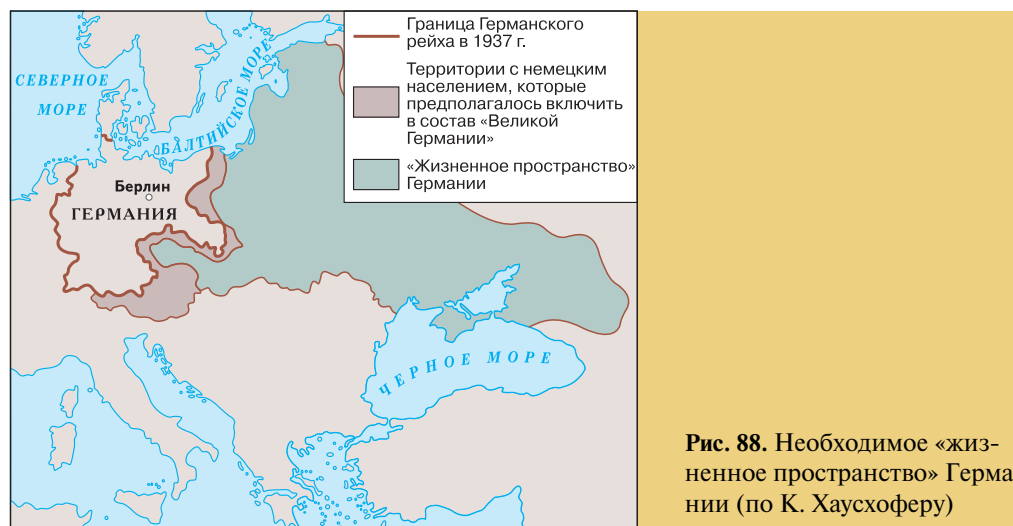 Граница Германского
рейха в 1937 г.
Территории с немецким
населением, которые
предполагалось включить
в состав «Великой
Германии»
«Жизненное пространство»
Германии
СЕВЕРНОЕ
МОРЕ
БАЛТИЙСКОЕ МОРЕ
Берлин
ГЕРМАНИЯ
ЧЕРНОЕ МОРЕ
Рис. 88. Необходимое «жиз-
ненное пространство» Герма
нии (по К. Хаусхоферу)